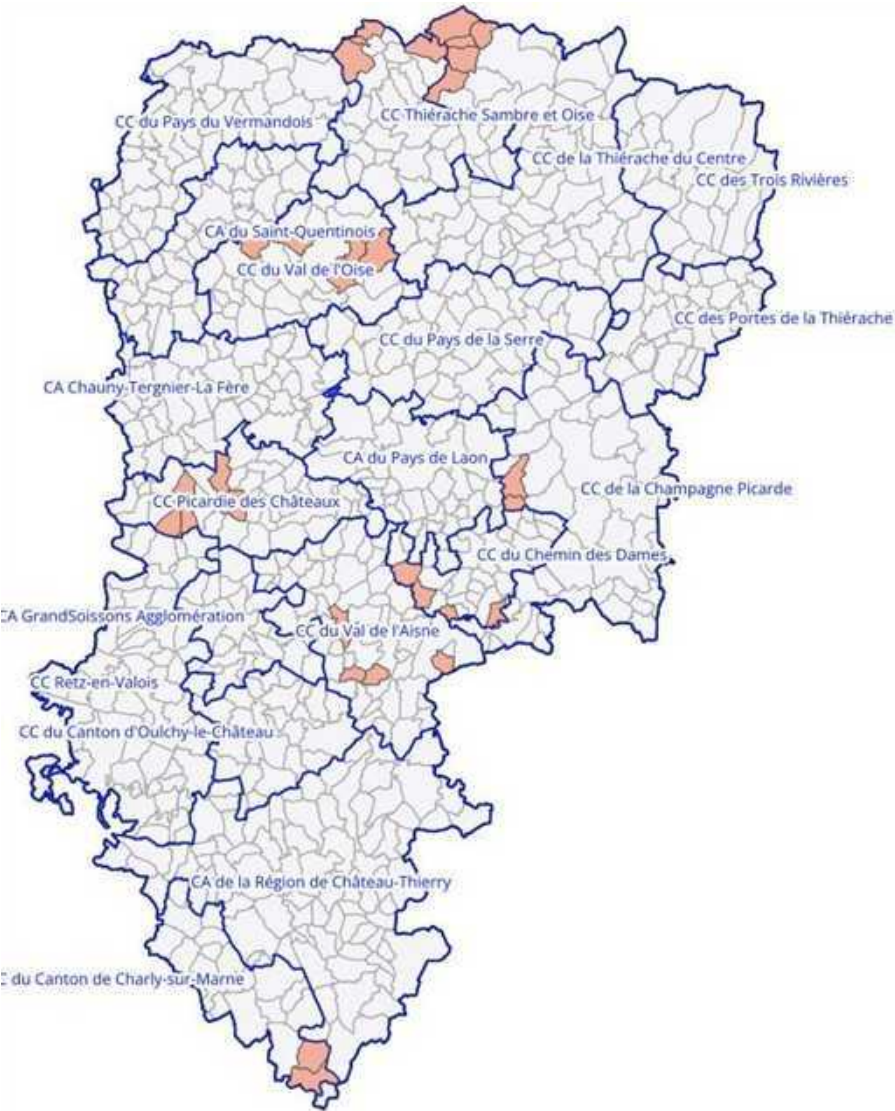 CC Thiérache Sambre et Oise
CC du Pays du Vermandois
CC de la Thiérache du Centre
CC des Trois Rivières
CA du Saint-Quentinois
CC du Val de l'Oise
CC des Portes de la Thiérache
CC du Pays de la Serre
CA Chauny-Tergnier-La Fère
CA du Pays de Laon
CC de la Champagne Picarde
CC Picardie des Châteaux
CC du Chemin des Dames
CA GrandSoissons Agglomération
CC du Val de l'Aisne
CC Retz-en-Valois
CC du Canton d'Oulchy-le-Château
CA de la Région de Château-Thierry
C du Canton de Charly-sur-Marne